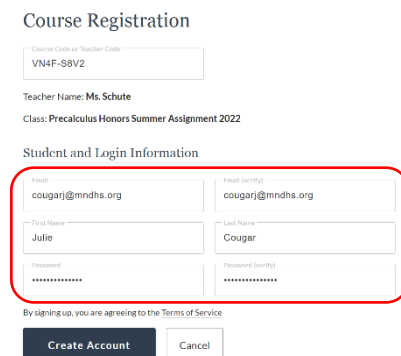 Course Registration
Course Code or Teacher Code
VN4F-S8V2
Teacher Name: Ms. Schute
Class: Precalculus Honors Summer Assignment 2022
Student and Login Information
Email Email (verify)
cougarj@mndhs.org cougarj@mndhs.org
First Name Last Name
Julie Cougar
Password Password (verify)
•••••••••••••• •••••••••••••••
By signing up, you are agreeing to the Terms of Service
Create Account Cancel